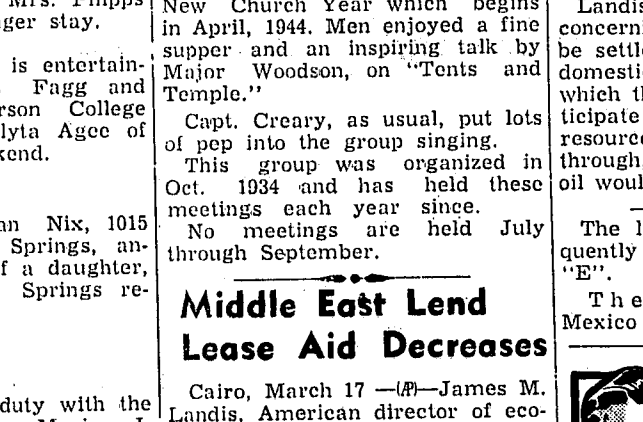 Mrs. Phipps
ger stay.
is entertain-
Fagg and
rson College
lyta Agee of
kend.
an Nix, 1015
Springs, an-
f a daughter,
Springs re-
duty with the
New Church Year which begins
in April, 1944. Men enjoyed a fine
supper and an inspiring talk by
Major Woodson, on "Tents and
Temple."
Capt. Creary, as usual, put lots
of pep into the group singing.
This group was organized in
Oct. 1934 and has held these
meetings each year since.
No meetings are held July
through September.
Middle East Lend
Lease Aid Decreases
Cairo, March 17 —(AP)—James M.
Landis, American director of eco-
Landis
concerni
be settl
domesti
which th
ticipate
resource
through
oil woul
The
quently
"E".
The
Mexico